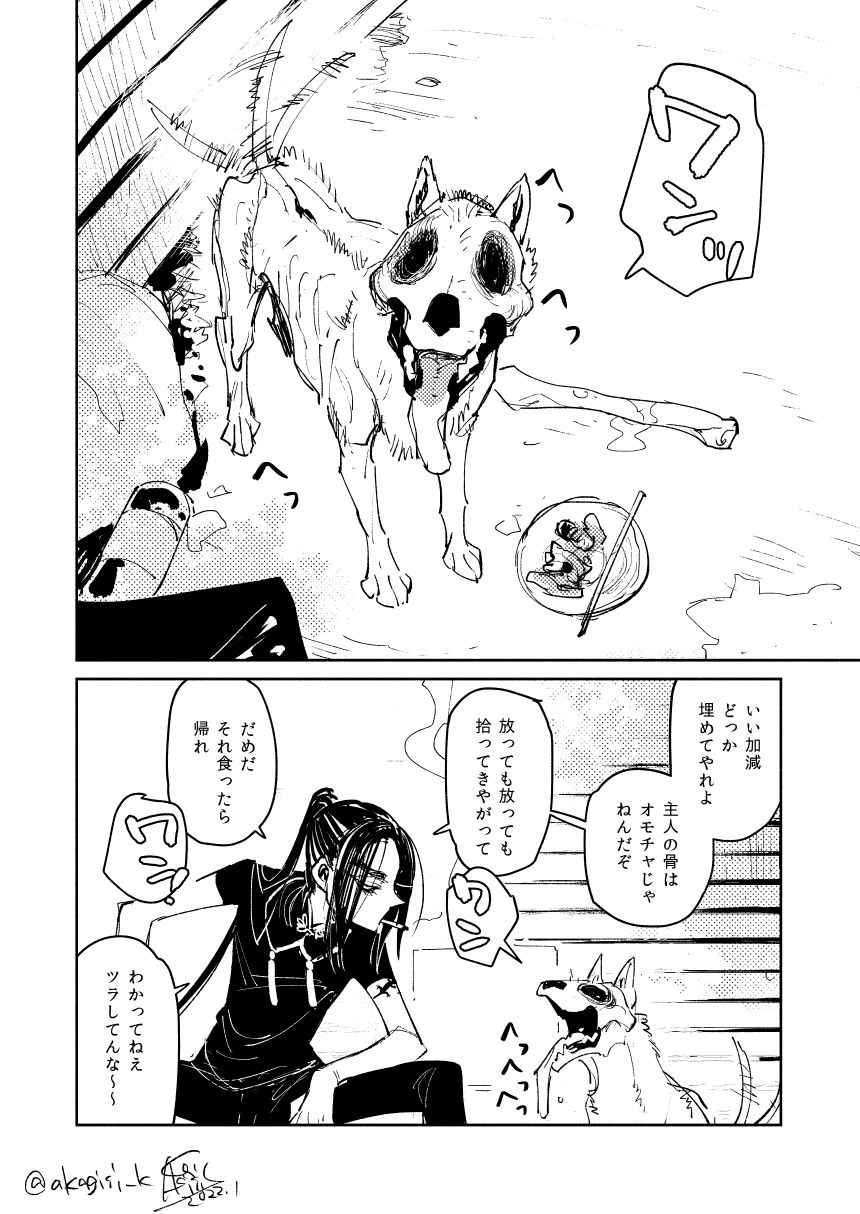 ワンッ
へっ
へっ
へっ
いい加減
どっか
埋めてやれよ
主人の骨は
オモチャじゃ
ねんだぞ
放っても放っても
拾ってきやがって
ワン
だめだ
それ食ったら
帰れ
ワン
わかってねえ
ツラしてんな～～
へっ
へっ
へっ
@akagisi_k
2022.1